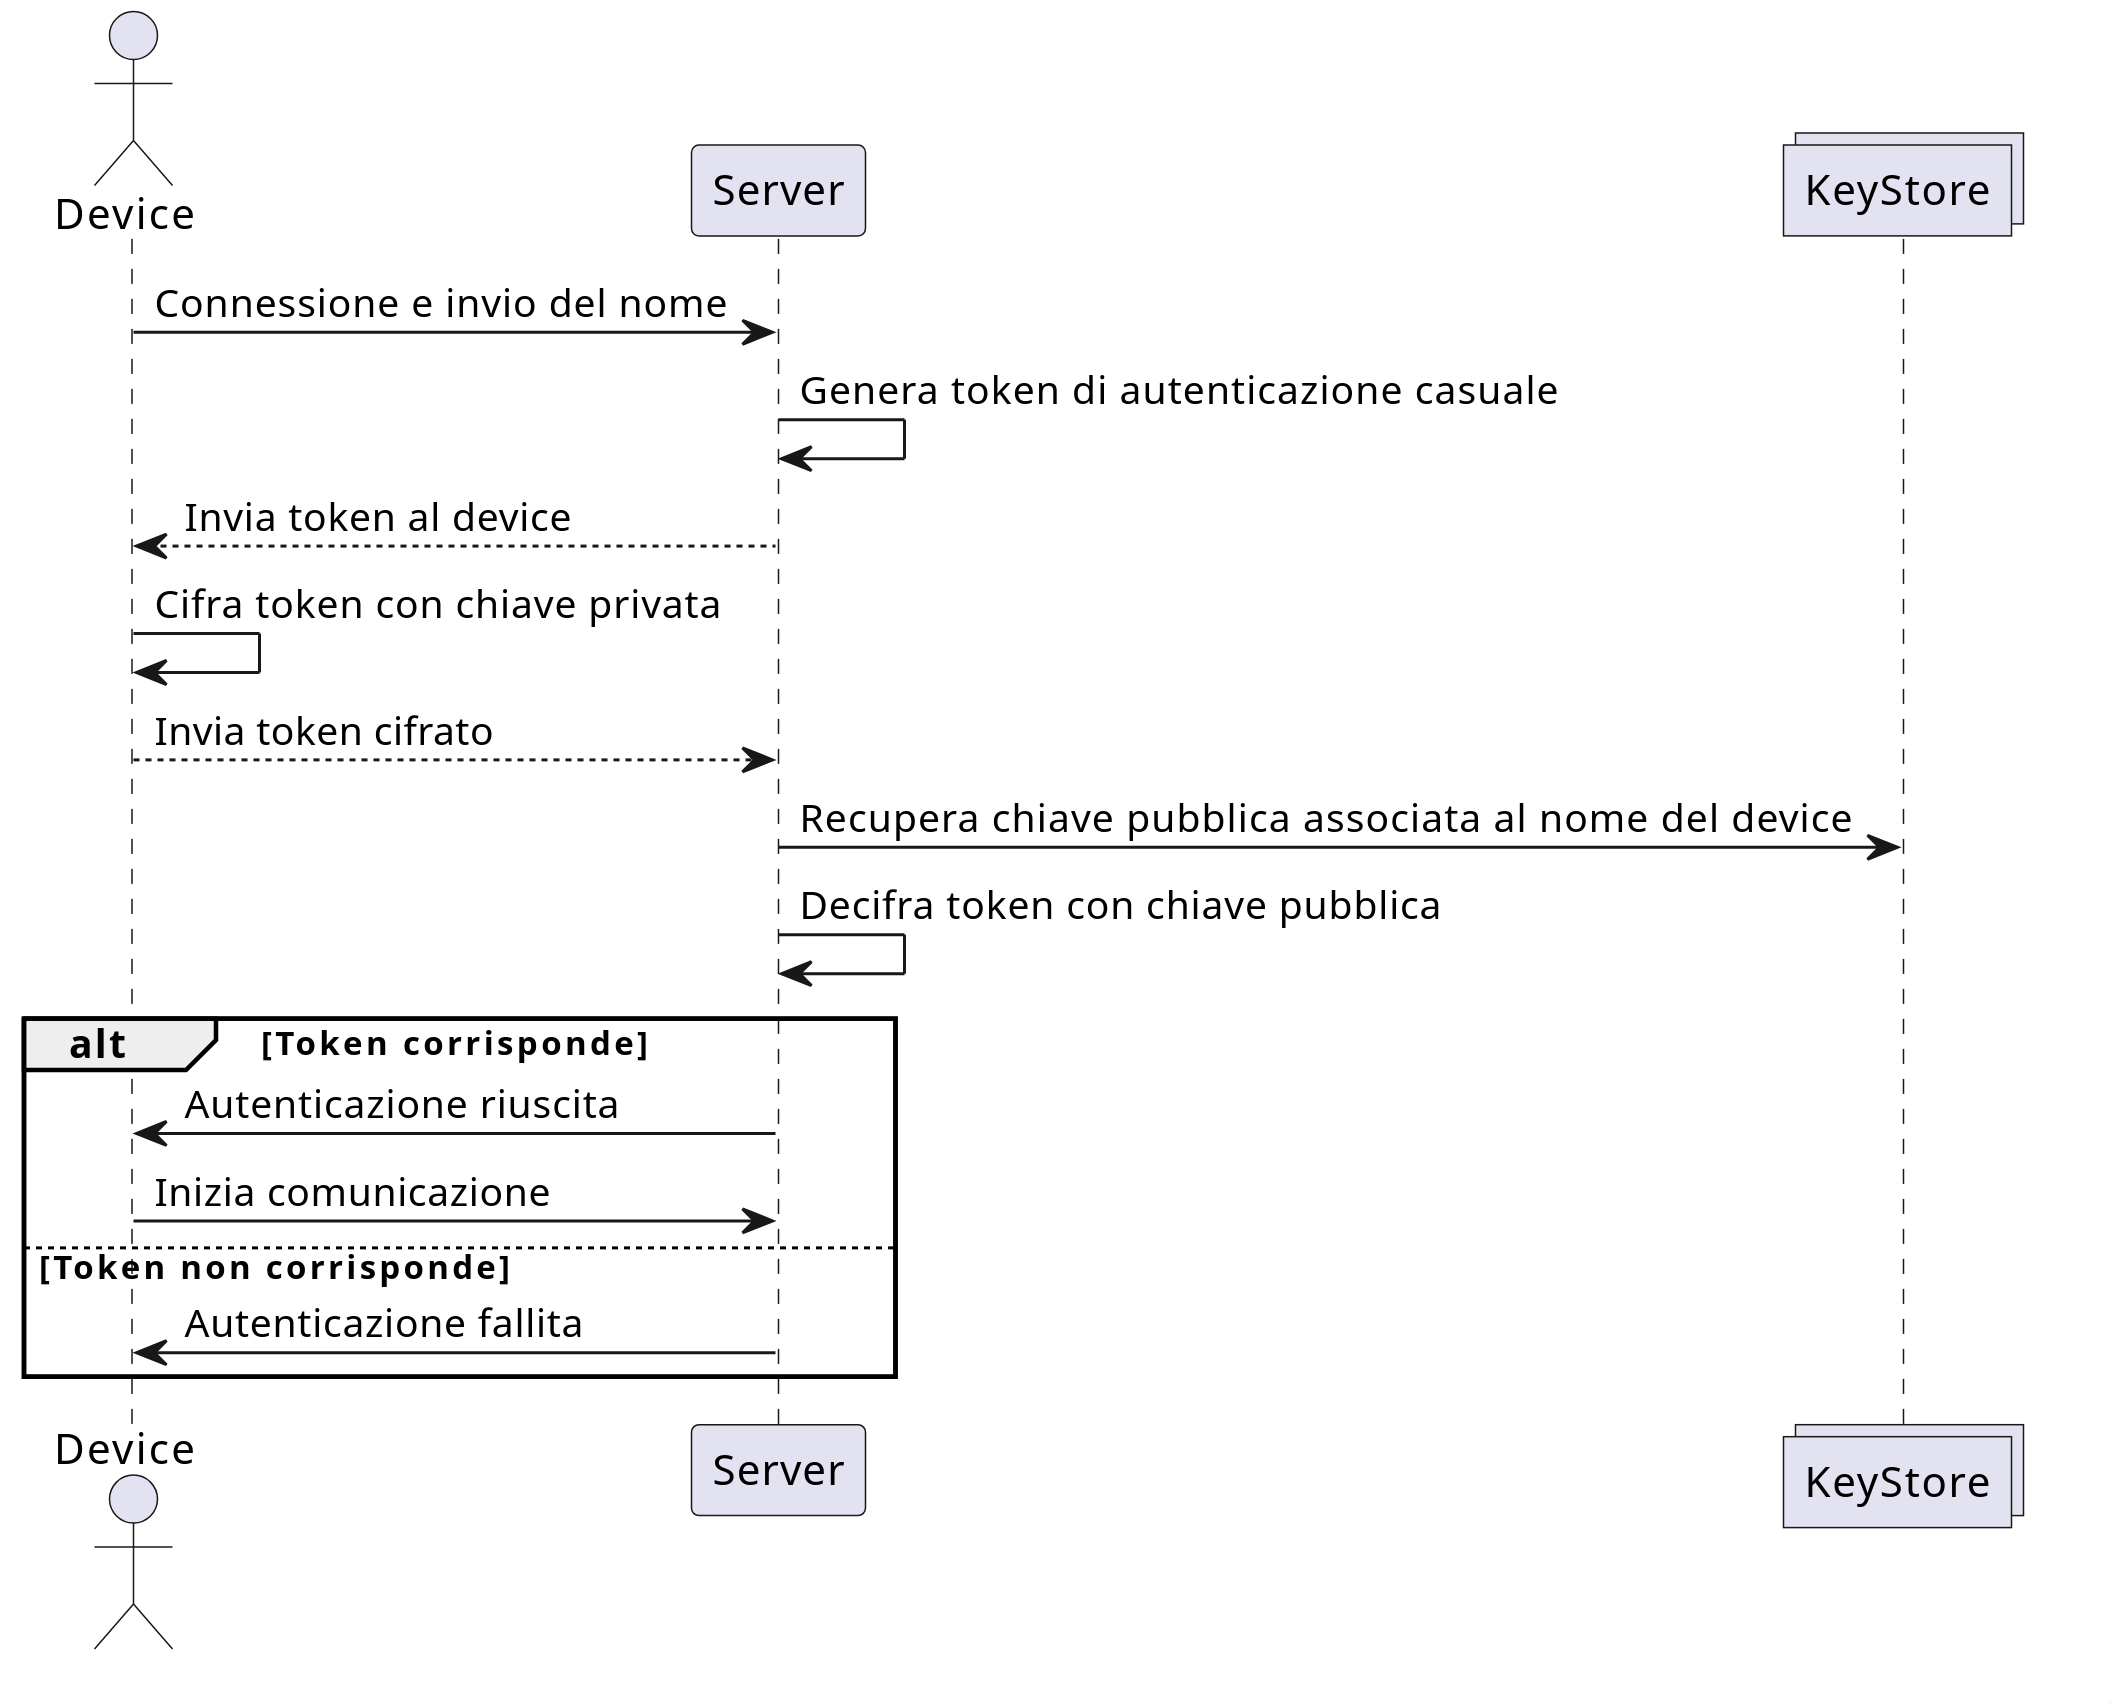 Device
Server
KeyStore
Connessione e invio del nome
Genera token di autenticazione casuale
Invia token al device
Cifra token con chiave privata
Invia token cifrato
Recupera chiave pubblica associata al nome del device
Decifra token con chiave pubblica
alt
[Token corrisponde]
Autenticazione riuscita
Inizia comunicazione
[Token non corrisponde]
Autenticazione fallita
Device
Server
KeyStore